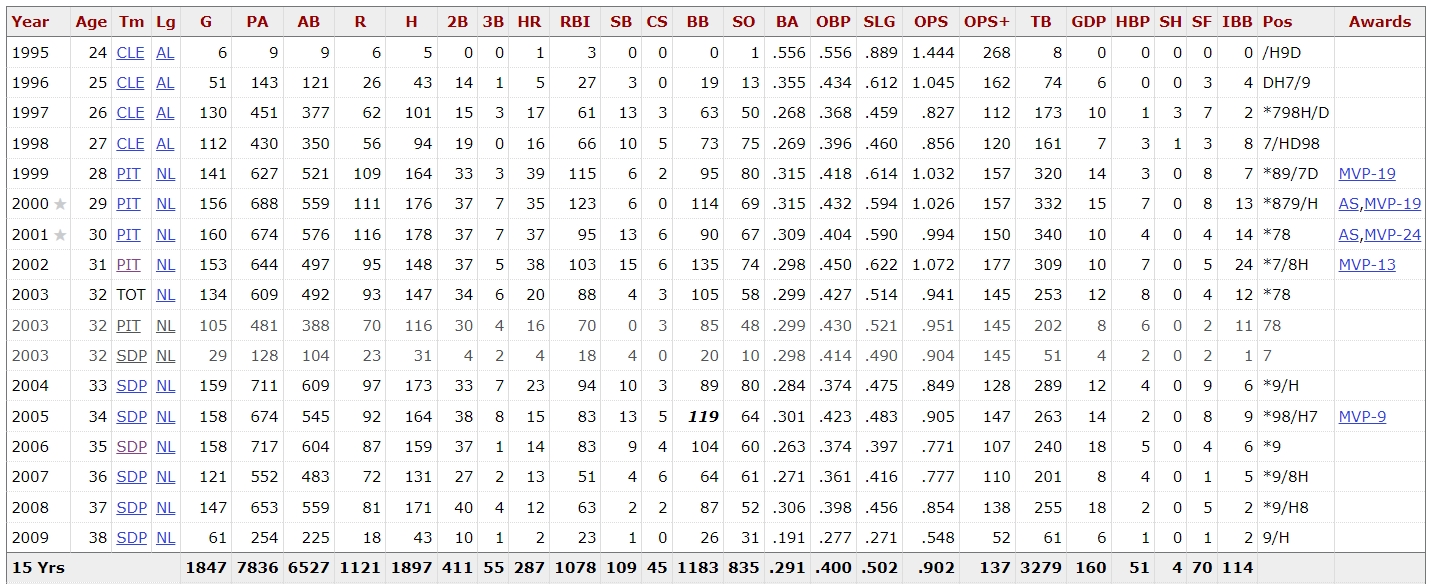 Year Age Tm Lg G PA AB R H 2B 3B HR RBI SB CS BB SO BA OBP SLG OPS OPS+ TB GDP HBP SH SF IBB Pos Awards
1995 24 CLE AL 6 9 9 6 5 0 0 1 3 0 0 0 1 .556 .556 .889 1.444 268 8 0 0 0 0 0 /H9D
1996 25 CLE AL 51 143 121 26 43 14 1 5 27 3 0 19 13 .355 .434 .612 1.045 162 74 6 0 0 3 4 DH7/9
1997 26 CLE AL 130 451 377 62 101 15 3 17 61 13 3 63 50 .268 .368 .459 .827 112 173 10 1 3 7 2 *798H/D
1998 27 CLE AL 112 430 350 56 94 19 0 16 66 10 5 73 75 .269 .396 .460 .856 120 161 7 3 1 3 8 7/HD98
1999 28 PIT NL 141 627 521 109 164 33 3 39 115 6 2 95 80 .315 .418 .614 1.032 157 320 14 3 0 8 7 *89/7D MVP-19
2000 ★ 29 PIT NL 156 688 559 111 176 37 7 35 123 6 0 114 69 .315 .432 .594 1.026 157 332 15 7 0 8 13 *879/H AS,MVP-19
2001 ★ 30 PIT NL 160 674 576 116 178 37 7 37 95 13 6 90 67 .309 .404 .590 .994 150 340 10 4 0 4 14 *78 AS,MVP-24
2002 31 PIT NL 153 644 497 95 148 37 5 38 103 15 6 135 74 .298 .450 .622 1.072 177 309 10 7 0 5 24 *7/8H MVP-13
2003 32 TOT NL 134 609 492 93 147 34 6 20 88 4 3 105 58 .299 .427 .514 .941 145 253 12 8 0 4 12 *78
2003 32 PIT NL 105 481 388 70 116 30 4 16 70 0 3 85 48 .299 .430 .521 .951 145 202 8 6 0 2 11 78
2003 32 SDP NL 29 128 104 23 31 4 2 4 18 4 0 20 10 .298 .414 .490 .904 145 51 4 2 0 2 1 7
2004 33 SDP NL 159 711 609 97 173 33 7 23 94 10 3 89 80 .284 .374 .475 .849 128 289 12 4 0 9 6 *9/H
2005 34 SDP NL 158 674 545 92 164 38 8 15 83 13 5 119 64 .301 .423 .483 .905 147 263 14 2 0 8 9 *98/H7 MVP-9
2006 35 SDP NL 158 717 604 87 159 37 1 14 83 9 4 104 60 .263 .374 .397 .771 107 240 18 5 0 4 6 *9
2007 36 SDP NL 121 552 483 72 131 27 2 13 51 4 6 64 61 .271 .361 .416 .777 110 201 8 4 0 1 5 *9/8H
2008 37 SDP NL 147 653 559 81 171 40 4 12 63 2 2 87 52 .306 .398 .456 .854 138 255 18 2 0 5 2 *9/H8
2009 38 SDP NL 61 254 225 18 43 10 1 2 23 1 0 26 31 .191 .277 .271 .548 52 61 6 1 0 1 2 9/H
15 Yrs 1847 7836 6527 1121 1897 411 55 287 1078 109 45 1183 835 .291 .400 .502 .902 137 3279 160 51 4 70 114